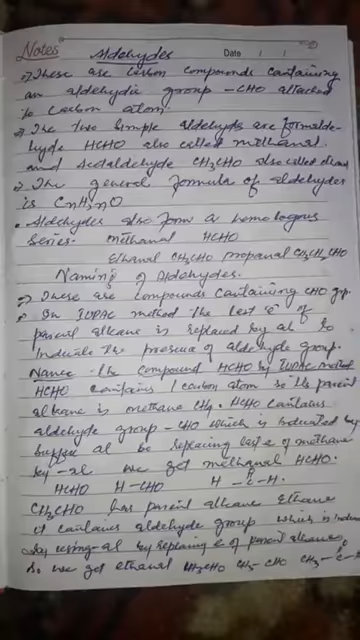 Notes Aldehydes Date / /
These are carbon compounds containing
an aldehydic group -CHO attached
to carbon atom.
The two simple aldehyds are formalde-
hyde HCHO also called methanal
and acetaldehyde CH3CHO also called
The general formula of aldehydes
is CnH2nO
Aldehydes also form a homologous
series. methanal HCHO
Ethanal CH3CHO propanal CH3CH2CHO
Naming of Aldehydes.
These are compounds containing CHO grp.
In IUPAC method the last 'e' of
parent alkane is replaced by al to
indicate the presence of aldehyde group.
Name - the compound HCHO by IUPAC method
HCHO contains 1 carbon atom so its parent
alkane is methane CH4. HCHO contains
aldehyde group -CHO which is indicated by
suffix al be replacing last e of methane
by -al we get methanal HCHO.
HCHO H-CHO H-C-H.
CH3CHO has parent alkane Ethane
it contains aldehyde group which is
by using -al by replacing e of parent alkane
so we get ethanal CH3CHO CH3-CHO CH3-C-